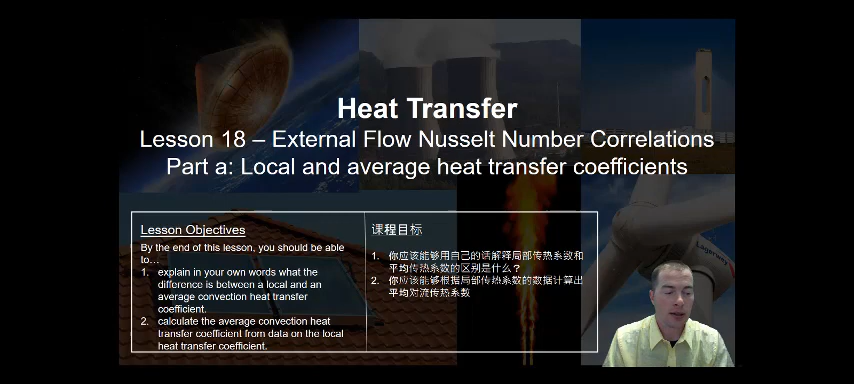 Heat Transfer
Lesson 18 – External Flow Nusselt Number Correlations
Part a: Local and average heat transfer coefficients
Lesson Objectives
By the end of this lesson, you should be able
to…
1. explain in your own words what the
difference is between a local and an
average convection heat transfer
coefficient.
2. calculate the average convection heat
transfer coefficient from data on the local
heat transfer coefficient.
课程目标
1. 你应该能够用自己的话解释局部传热系数和
平均传热系数的区别是什么？
2. 你应该能够根据局部传热系数的数据计算出
平均对流传热系数
Lagerwey